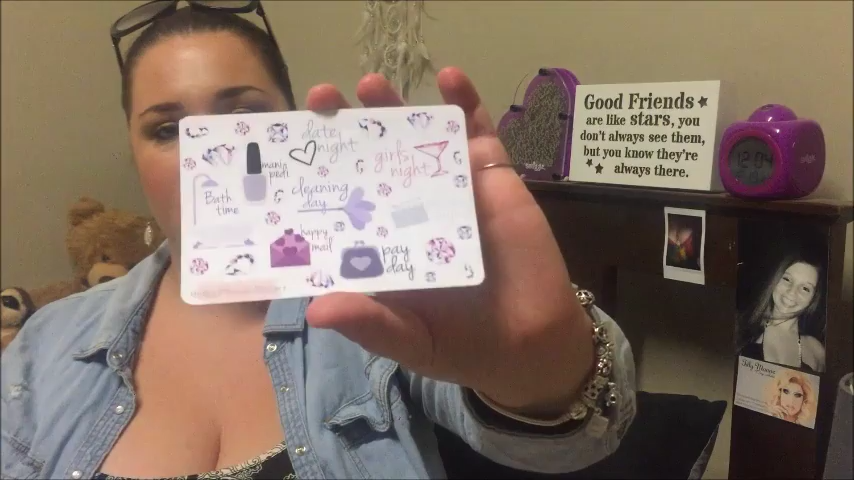 date
night
mani
pedi
girls
night
Bath
time
cleaning
day
happy
mail
pay
day
Good Friends
are like stars, you
don't always see them,
but you know they're
always there.
12:04